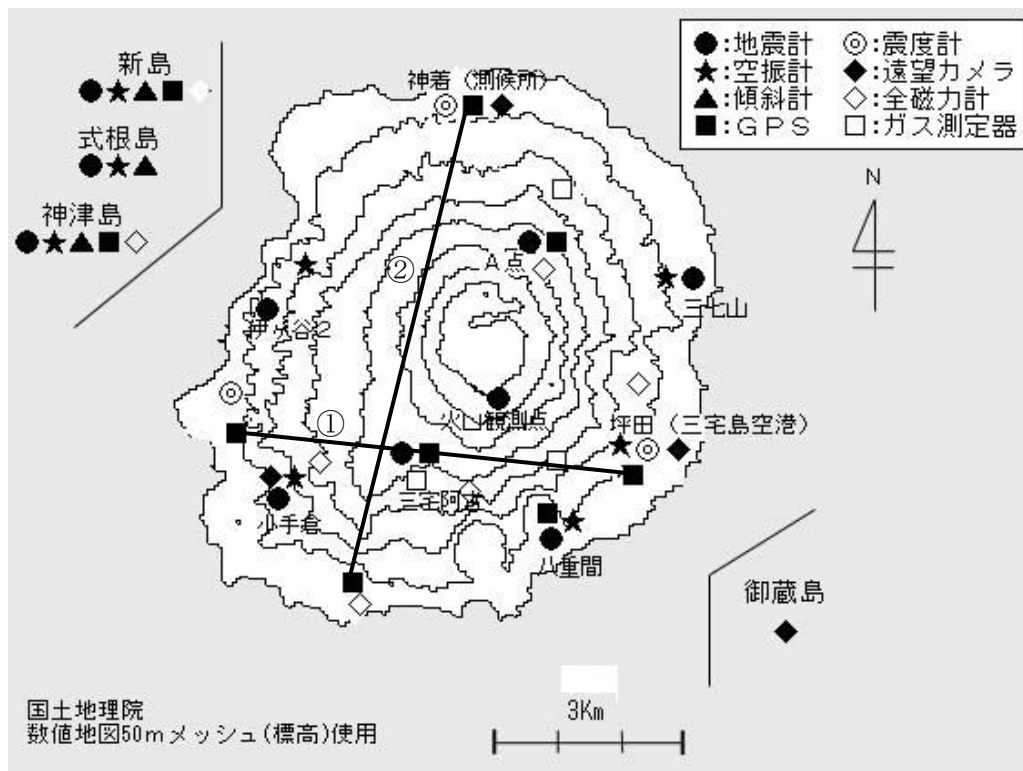 新島
●★▲■◆
式根島
●★▲
神津島
●★▲■◇
●:地震計 ◎:震度計
★:空振計 ◆:遠望カメラ
▲:傾斜計 ◇:全磁力計
■:GPS □:ガス測定器
N
神着(測候所)
②
A点
三七山
伊ヶ谷2
①
火口観測点
坪田(三宅島空港)
三宅阿古
小手倉
八重間
御蔵島
3Km
国土地理院
数値地図50mメッシュ(標高)使用